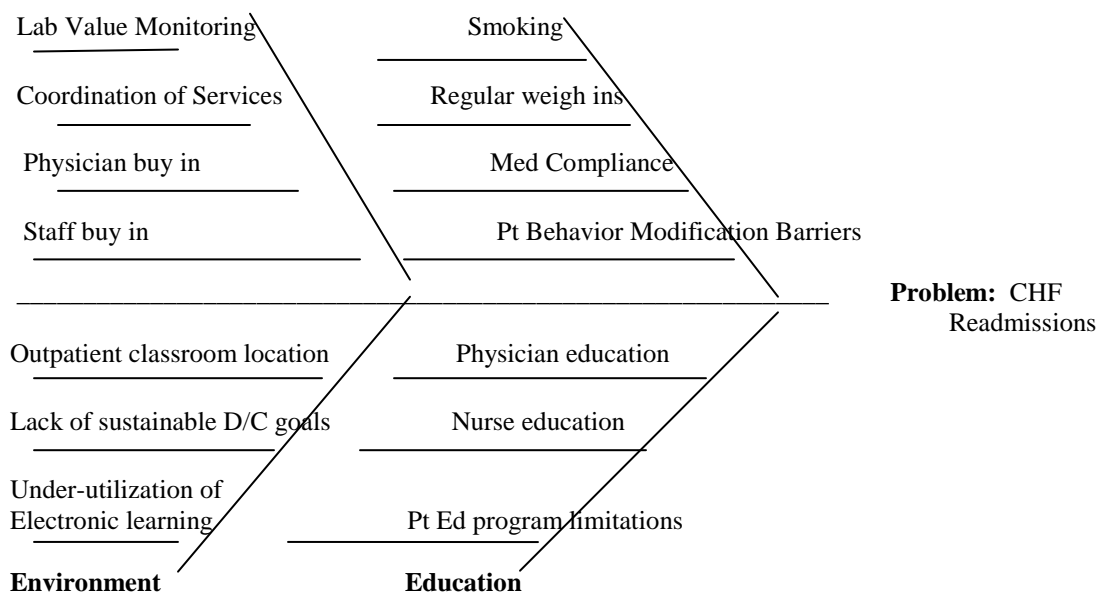 Lab Value Monitoring
Smoking
Coordination of Services
Regular weigh ins
Physician buy in
Med Compliance
Staff buy in
Pt Behavior Modification Barriers
Problem: CHF
Readmissions
Outpatient classroom location
Physician education
Lack of sustainable D/C goals
Nurse education
Under-utilization of
Electronic learning
Pt Ed program limitations
Environment
Education